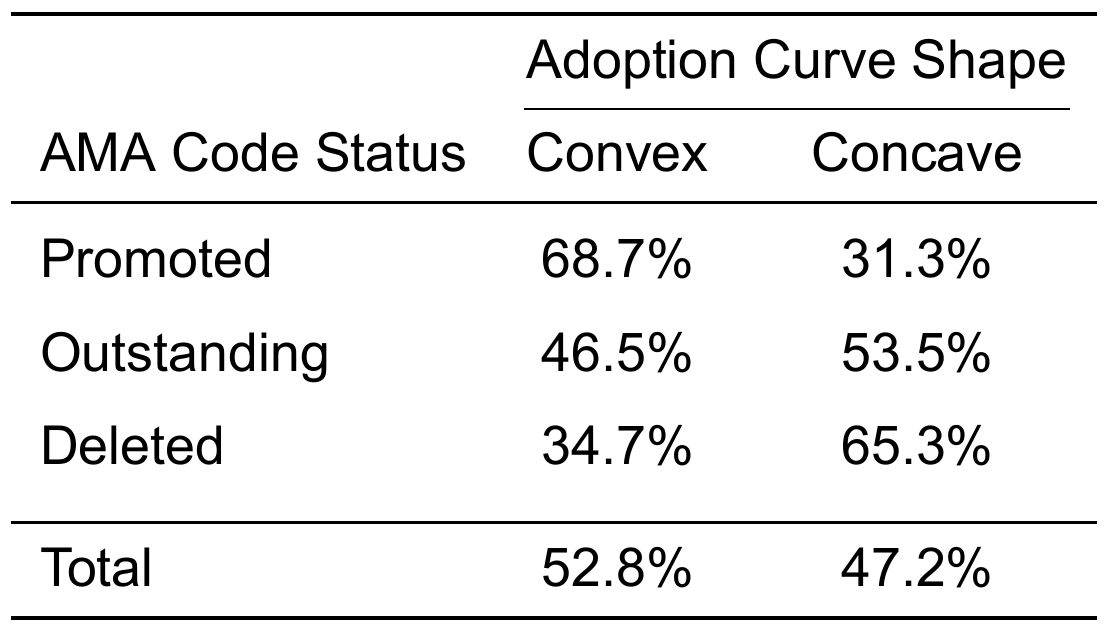 Adoption Curve Shape
AMA Code Status Convex Concave
Promoted 68.7% 31.3%
Outstanding 46.5% 53.5%
Deleted 34.7% 65.3%
Total 52.8% 47.2%